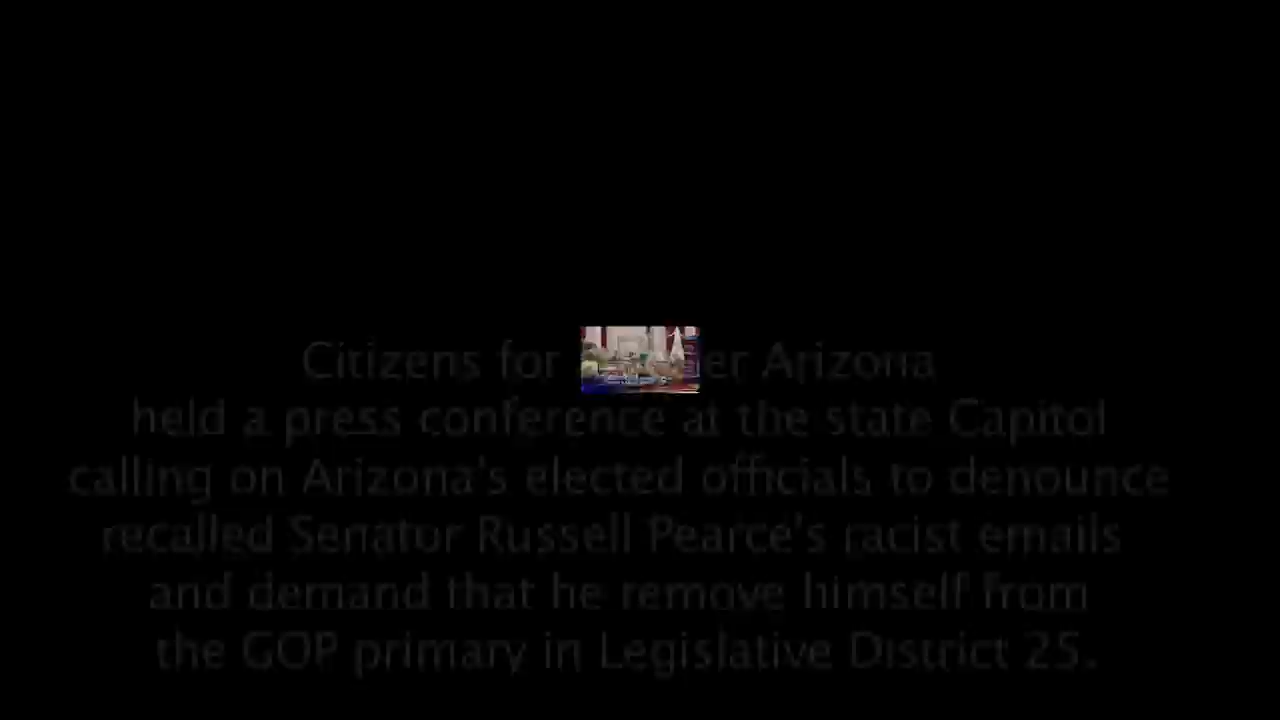 Citizens for er Arizona
held a press conference at the state Capitol
calling on Arizona's elected officials to denounce
recalled Senator Russell Pearce's racist emails
and demand that he remove himself from
the GOP primary in Legislative District 25.